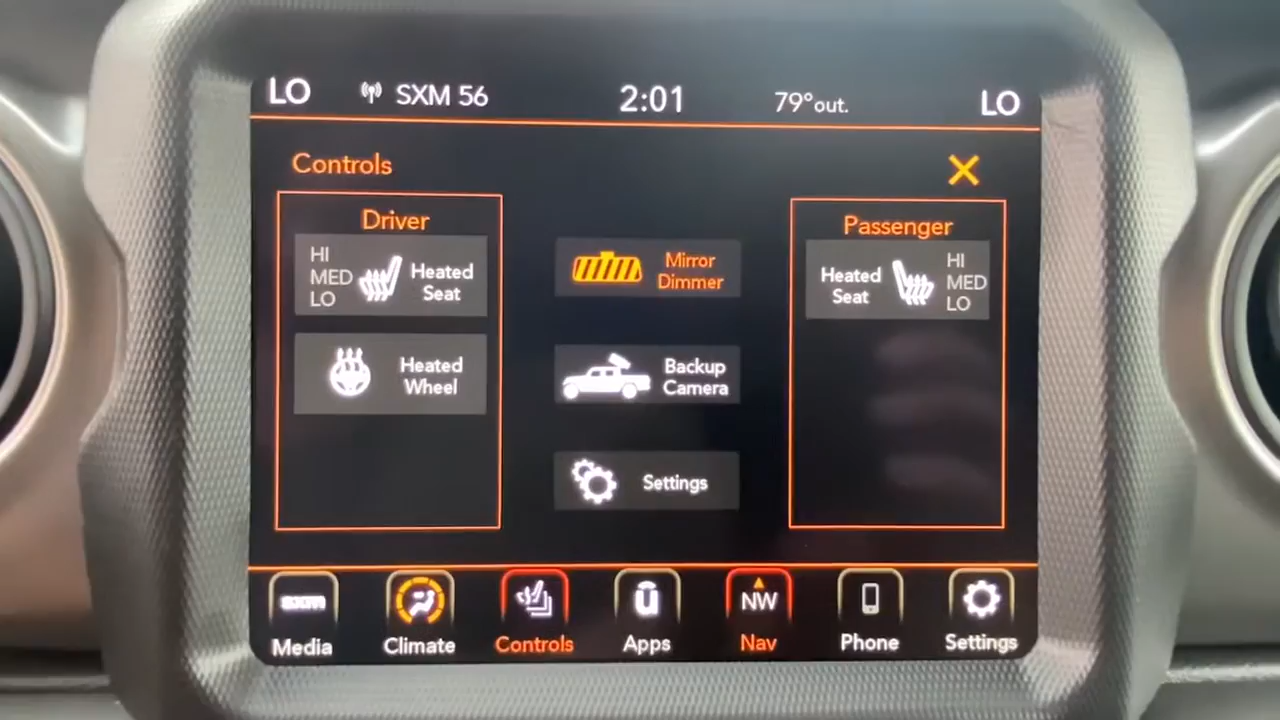 LO SXM 56 2:01 79°out. LO
Controls
Driver
HI
MED
LO
Heated
Seat
Heated
Wheel
Mirror
Dimmer
Backup
Camera
Settings
Passenger
Heated
Seat
HI
MED
LO
sxm
Media
Climate
Controls
Apps
NW
Nav
Phone
Settings